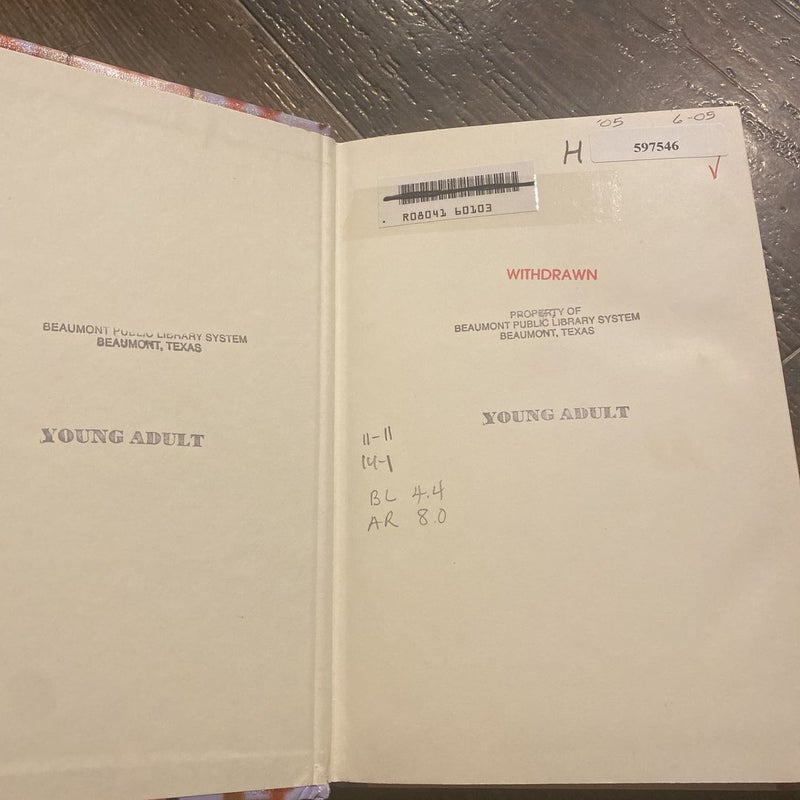 BEAUMONT PUBLIC LIBRARY SYSTEM
BEAUMONT, TEXAS
YOUNG ADULT
'05 6-05
H 597546
R08041 60103
WITHDRAWN
PROPERTY OF
BEAUMONT PUBLIC LIBRARY SYSTEM
BEAUMONT, TEXAS
YOUNG ADULT
11-11
14-1
BL 4.4
AR 8.0